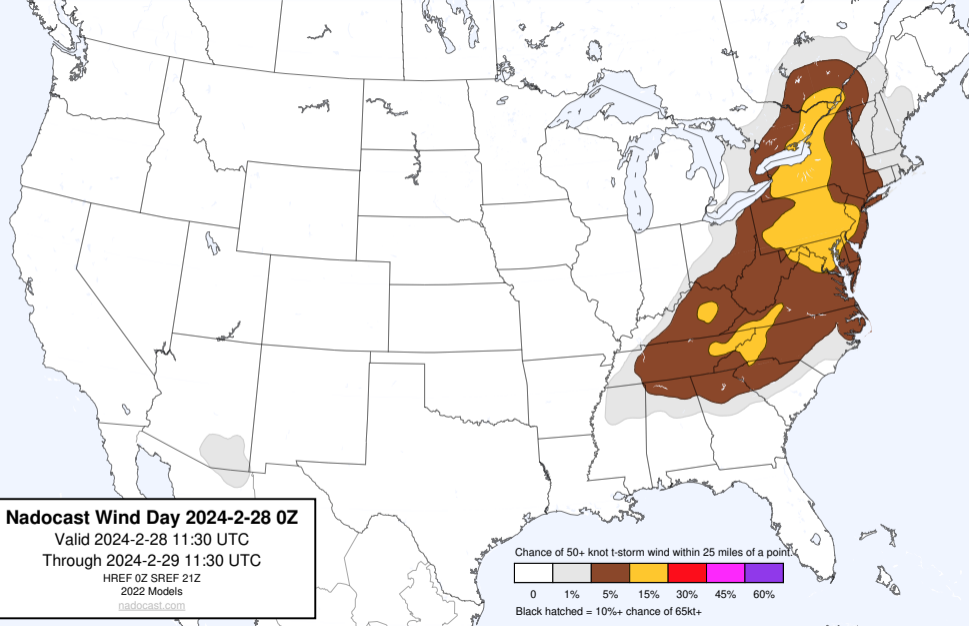 Nadocast Wind Day 2024-2-28 0Z
Valid 2024-2-28 11:30 UTC
Through 2024-2-29 11:30 UTC
HREF 0Z SREF 21Z
2022 Models
nadocast.com
Chance of 50+ knot t-storm wind within 25 miles of a point.
0 1% 5% 15% 30% 45% 60%
Black hatched = 10%+ chance of 65kt+